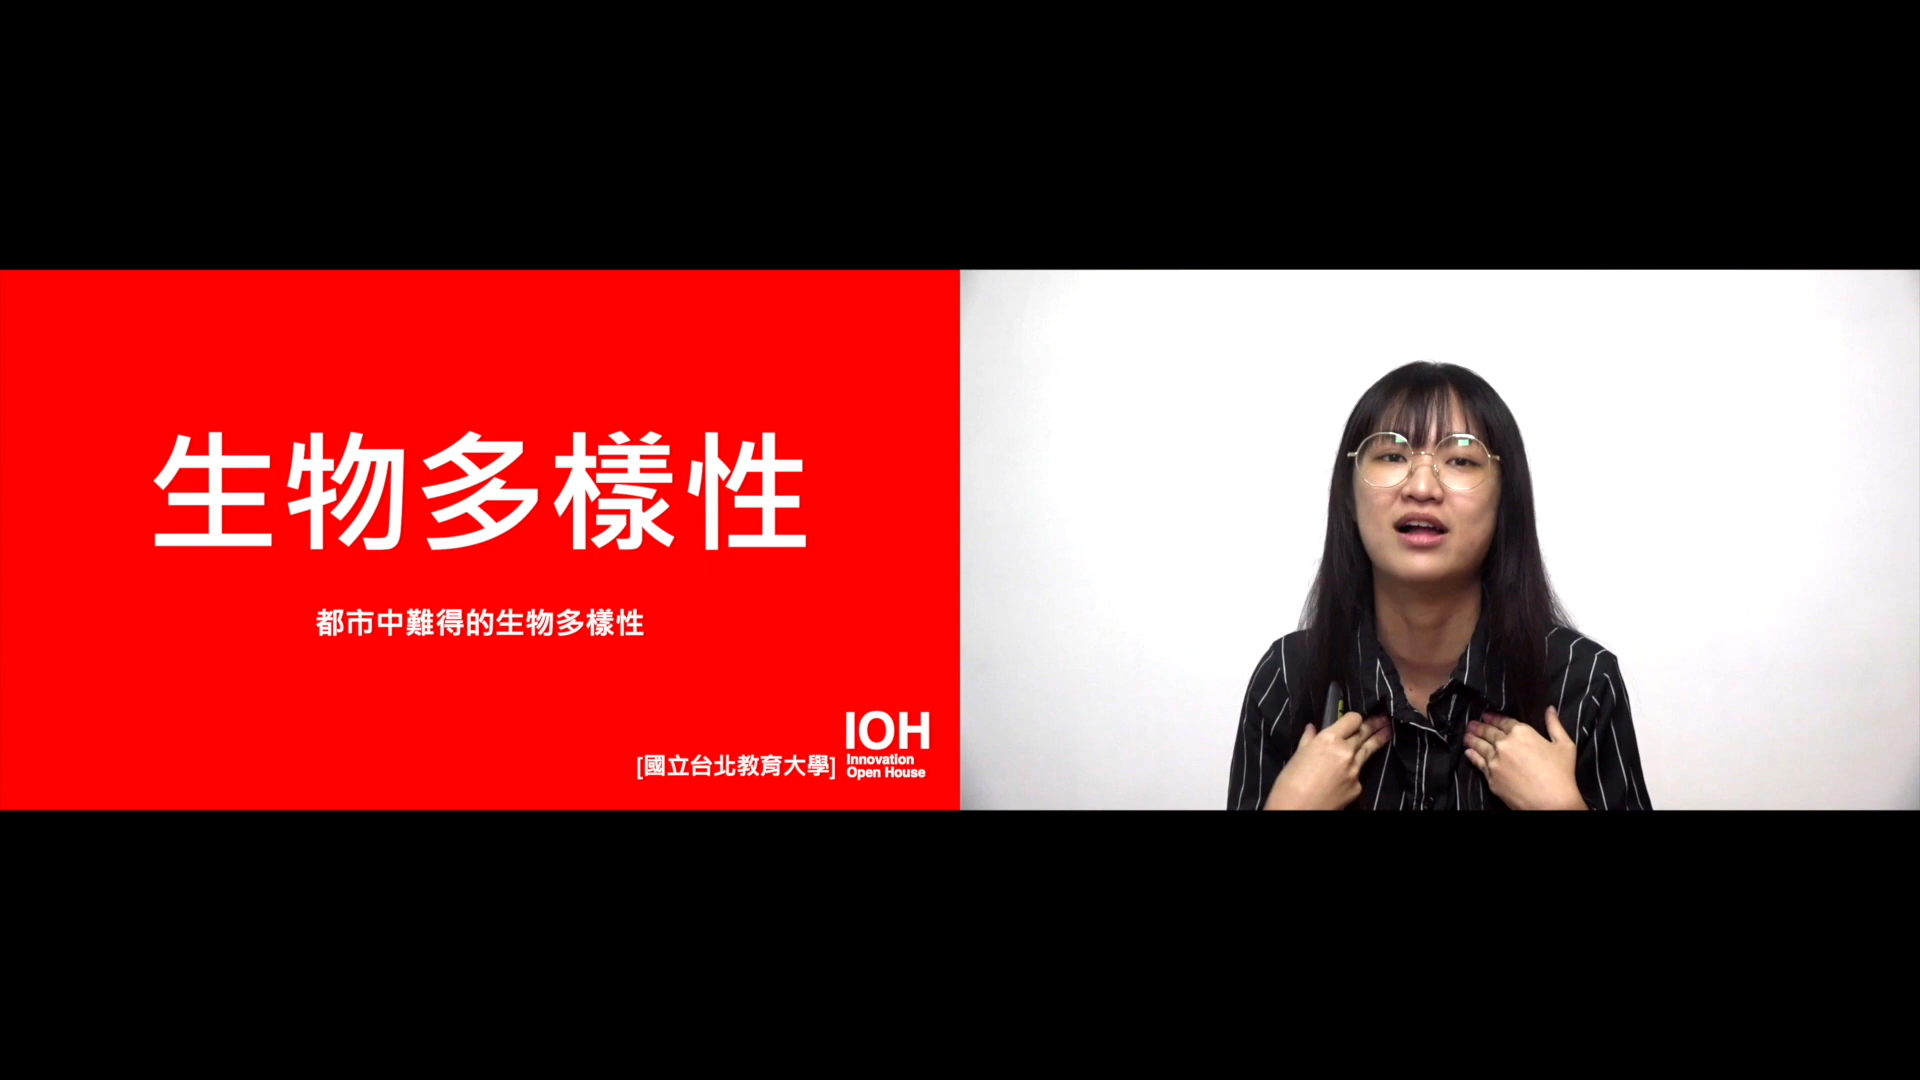 生物多樣性
都市中難得的生物多樣性
[國立台北教育大學]
IOH
Innovation
Open House